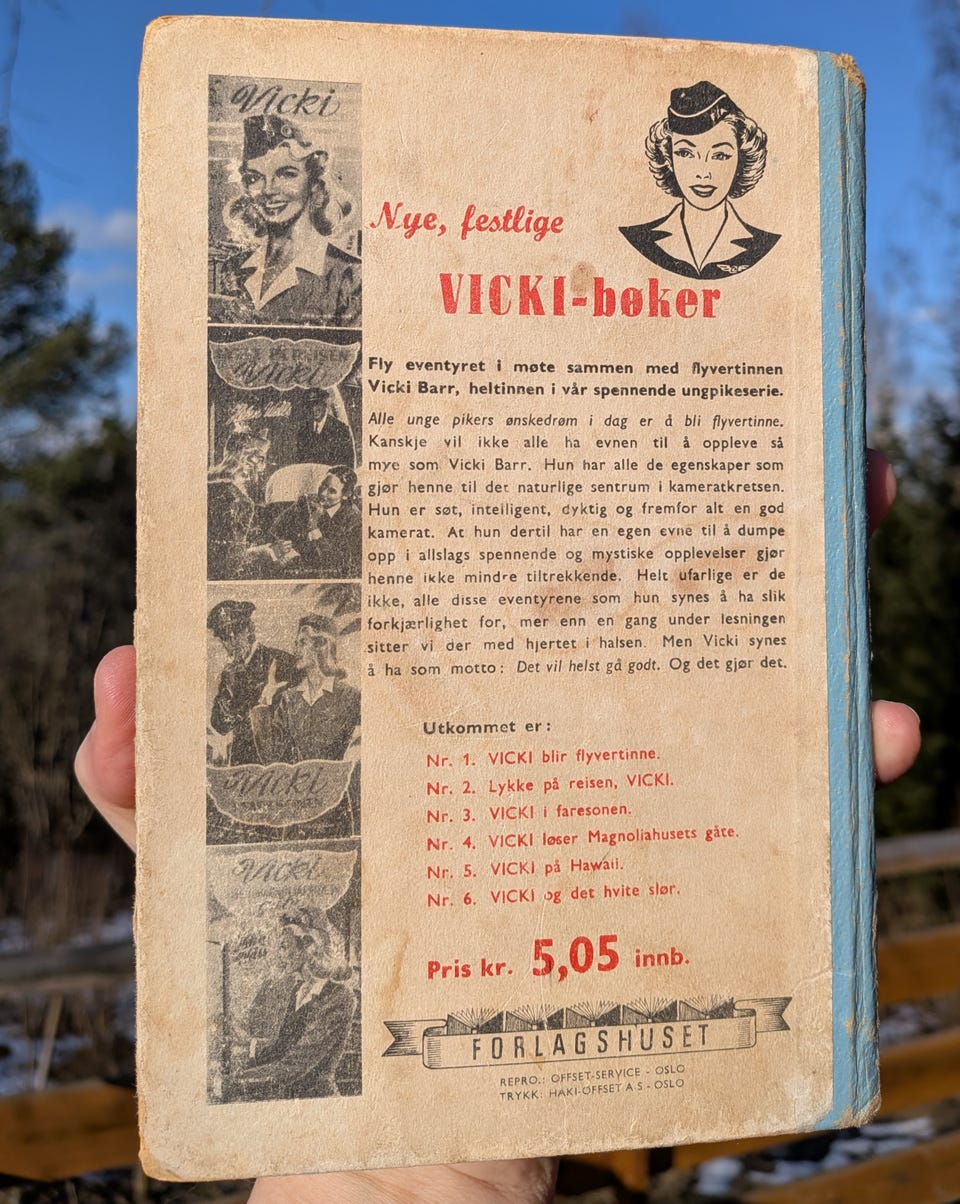 Vicki
Nye, festlige
VICKI-bøker
Fly eventyret i møte sammen med flyvertinnen
Vicki Barr, heltinnen i vår spennende ungpikeserie.
Alle unge pikers ønskedrøm i dag er å bli flyvertinne.
Kanskje vil ikke alle ha evnen til å oppleve så
mye som Vicki Barr. Hun har alle de egenskaper som
gjør henne til det naturlige sentrum i kameratkretsen.
Hun er søt, intelligent, dyktig og fremfor alt en god
kamerat. At hun dertil har en egen evne til å dumpe
opp i allslags spennende og mystiske opplevelser gjør
henne ikke mindre tiltrekkende. Helt ufarlige er de
ikke, alle disse eventyrene som hun synes å ha slik
forkjærlighet for, mer enn en gang under lesningen
sitter vi der med hjertet i halsen. Men Vicki synes
å ha som motto: Det vil helst gå godt. Og det gjør det.
Utkommet er:
Nr. 1. VICKI blir flyvertinne.
Nr. 2. Lykke på reisen, VICKI.
Nr. 3. VICKI i faresonen.
Nr. 4. VICKI løser Magnoliahusets gåte.
Nr. 5. VICKI på Hawaii.
Nr. 6. VICKI og det hvite slør.
Pris kr. 5,05 innb.
FORLAGSHUSET
REPRO.: OFFSET-SERVICE - OSLO
TRYKK: HAKI-OFFSET A·S - OSLO
PÅ REISEN
Vicki
Vicki
Vicki